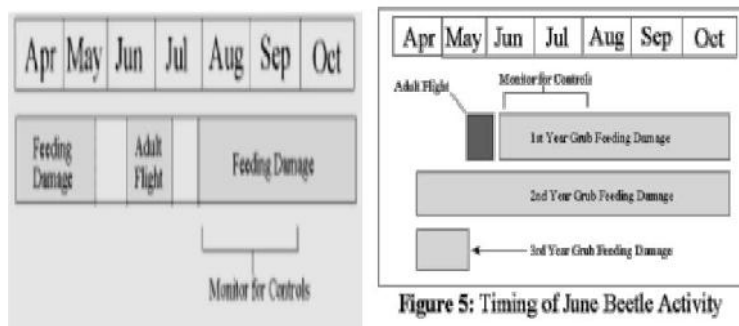 Apr May Jun Jul Aug Sep Oct
Feeding Damage
Adult Flight
Feeding Damage
Monitor for Controls
Apr May Jun Jul Aug Sep Oct
Monitor for Controls
Adult Flight
1st Year Grub Feeding Damage
2nd Year Grub Feeding Damage
3rd Year Grub Feeding Damage
Figure 5: Timing of June Beetle Activity